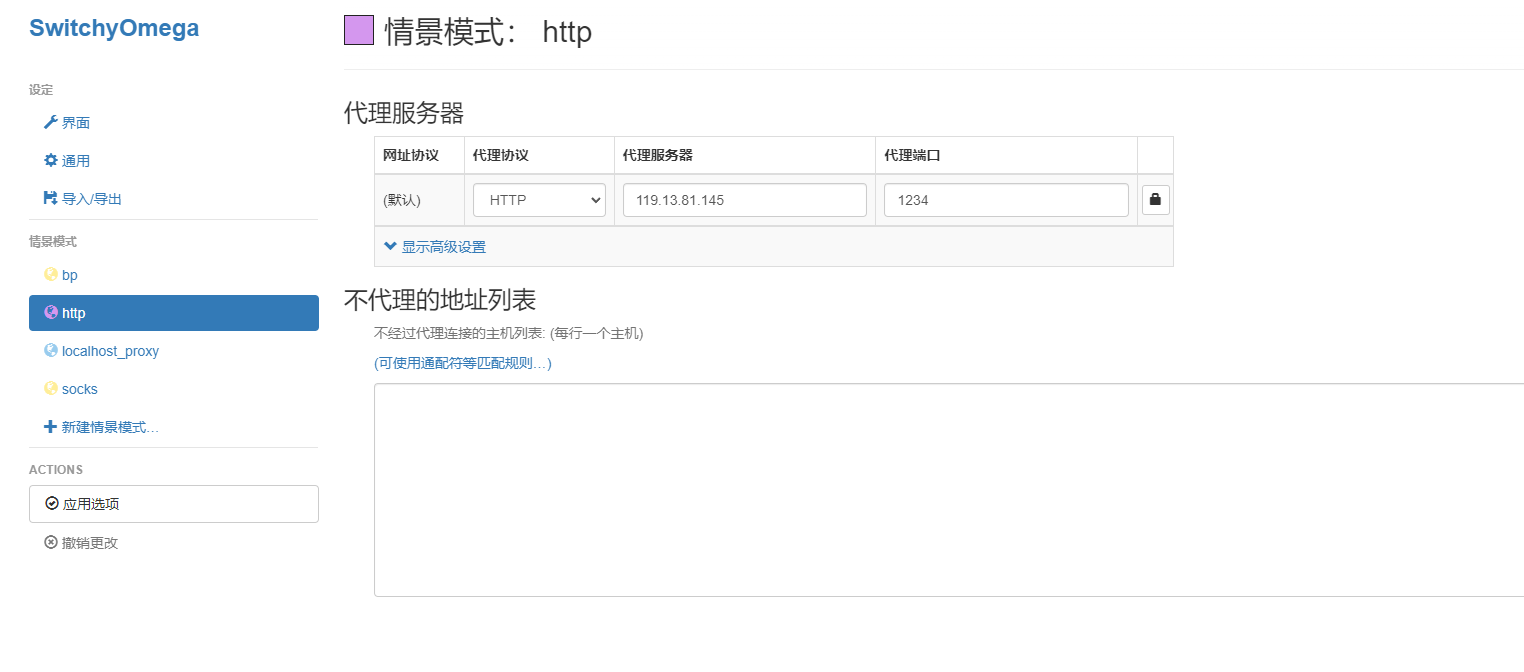 SwitchyOmega
设定
界面
通用
导入/导出
情景模式
bp
http
localhost_proxy
socks
新建情景模式…
ACTIONS
应用选项
撤销更改
情景模式： http
代理服务器
网址协议 代理协议 代理服务器 代理端口
(默认) HTTP 119.13.81.145 1234
显示高级设置
不代理的地址列表
不经过代理连接的主机列表: (每行一个主机)
(可使用通配符等匹配规则…)